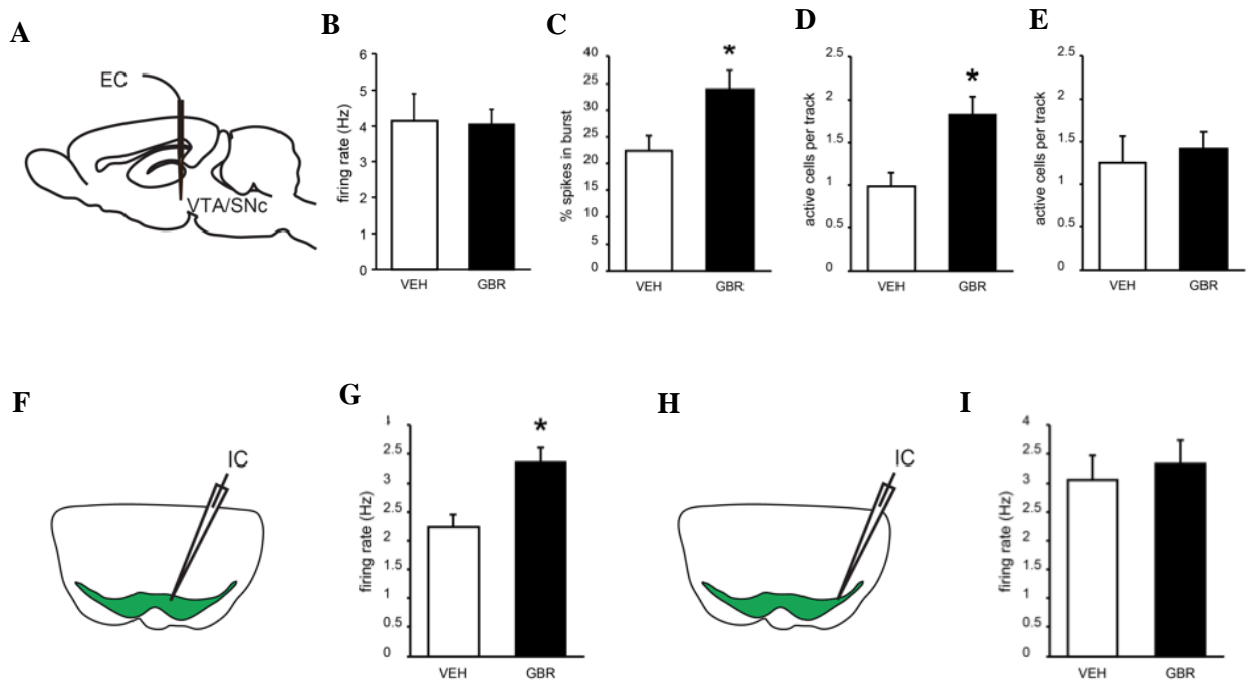 A
EC
VTA/SNc
B
firing rate (Hz)
6
5
4
3
2
1
0
VEH
GBR
C
% spikes in burst
40
35
30
25
20
15
10
5
0
*
VEH
GBR
D
active cells per track
2.5
2
1.5
1
0.5
0
*
VEH
GBR
E
active cells per track
2.5
2
1.5
1
0.5
0
VEH
GBR
F
IC
G
firing rate (Hz)
2.5
3
2.5
2
1.5
1
0.5
0
*
VEH
GBR
H
IC
I
firing rate (Hz)
4
2.5
3
2.5
2
1.5
1
0.5
0
VEH
GBR